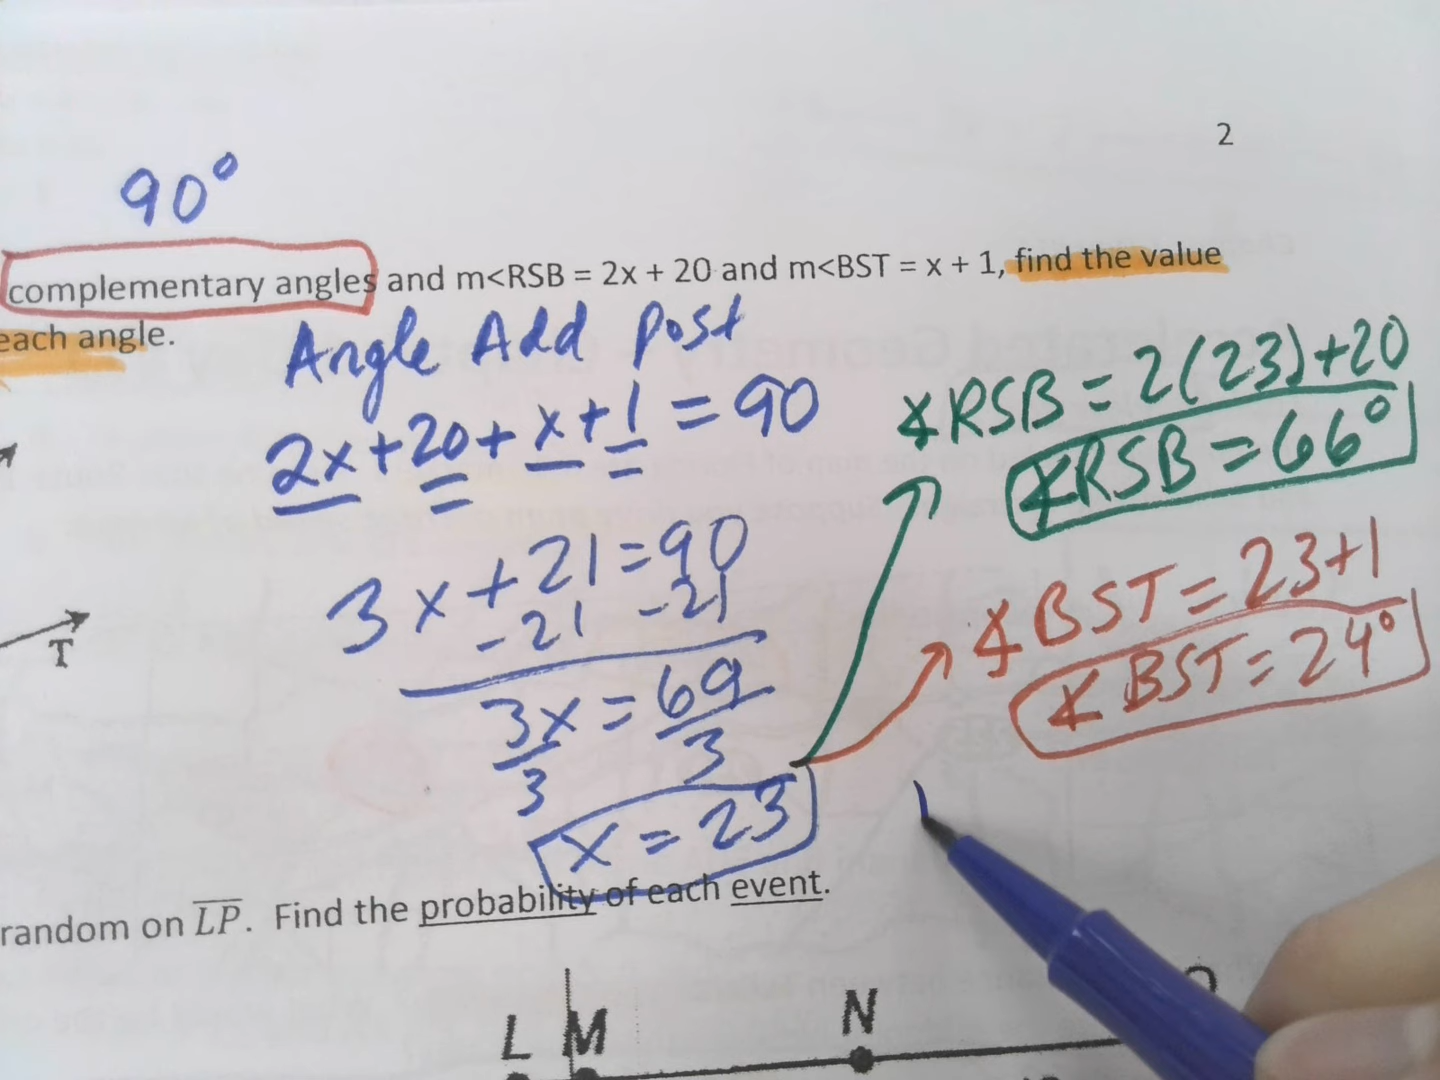 2
90°
complementary angles and m<RSB = 2x + 20 and m<BST = x + 1, find the value
each angle.
Angle Add Post
2x + 20 + x + 1 = 90
3x + 21 = 90
-21 -21
3x = 69
3 3
x = 23
∡RSB = 2(23)+20
∡RSB = 66°
∡BST = 23+1
∡BST = 24°
T
random on LP. Find the probability of each event.
L M N